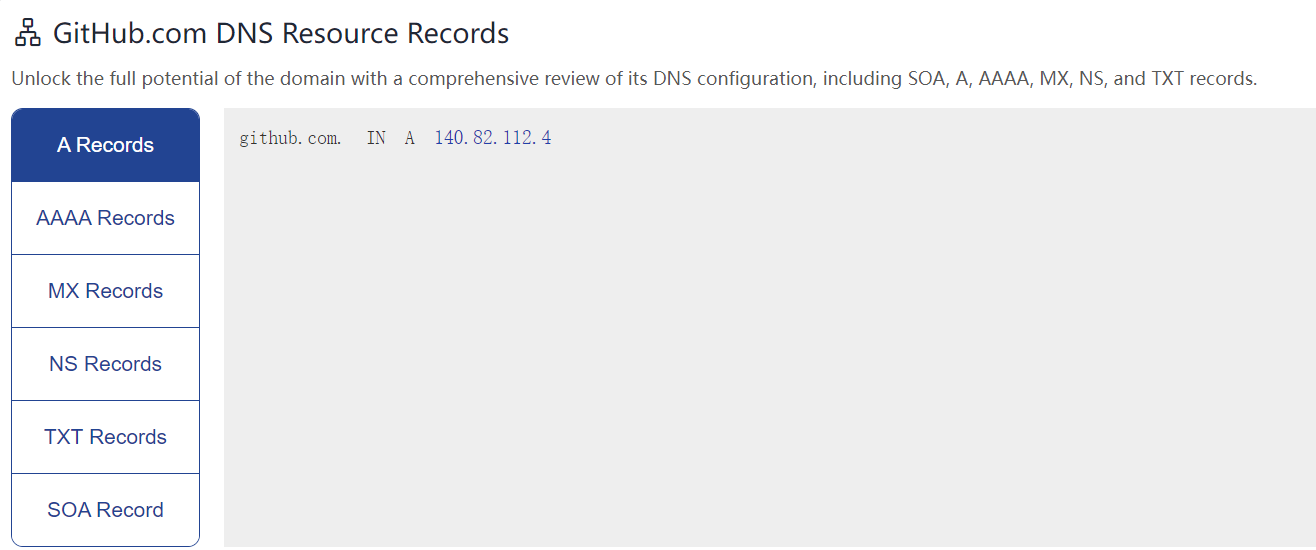 GitHub.com DNS Resource Records
Unlock the full potential of the domain with a comprehensive review of its DNS configuration, including SOA, A, AAAA, MX, NS, and TXT records.
A Records
github.com. IN A 140.82.112.4
AAAA Records
MX Records
NS Records
TXT Records
SOA Record